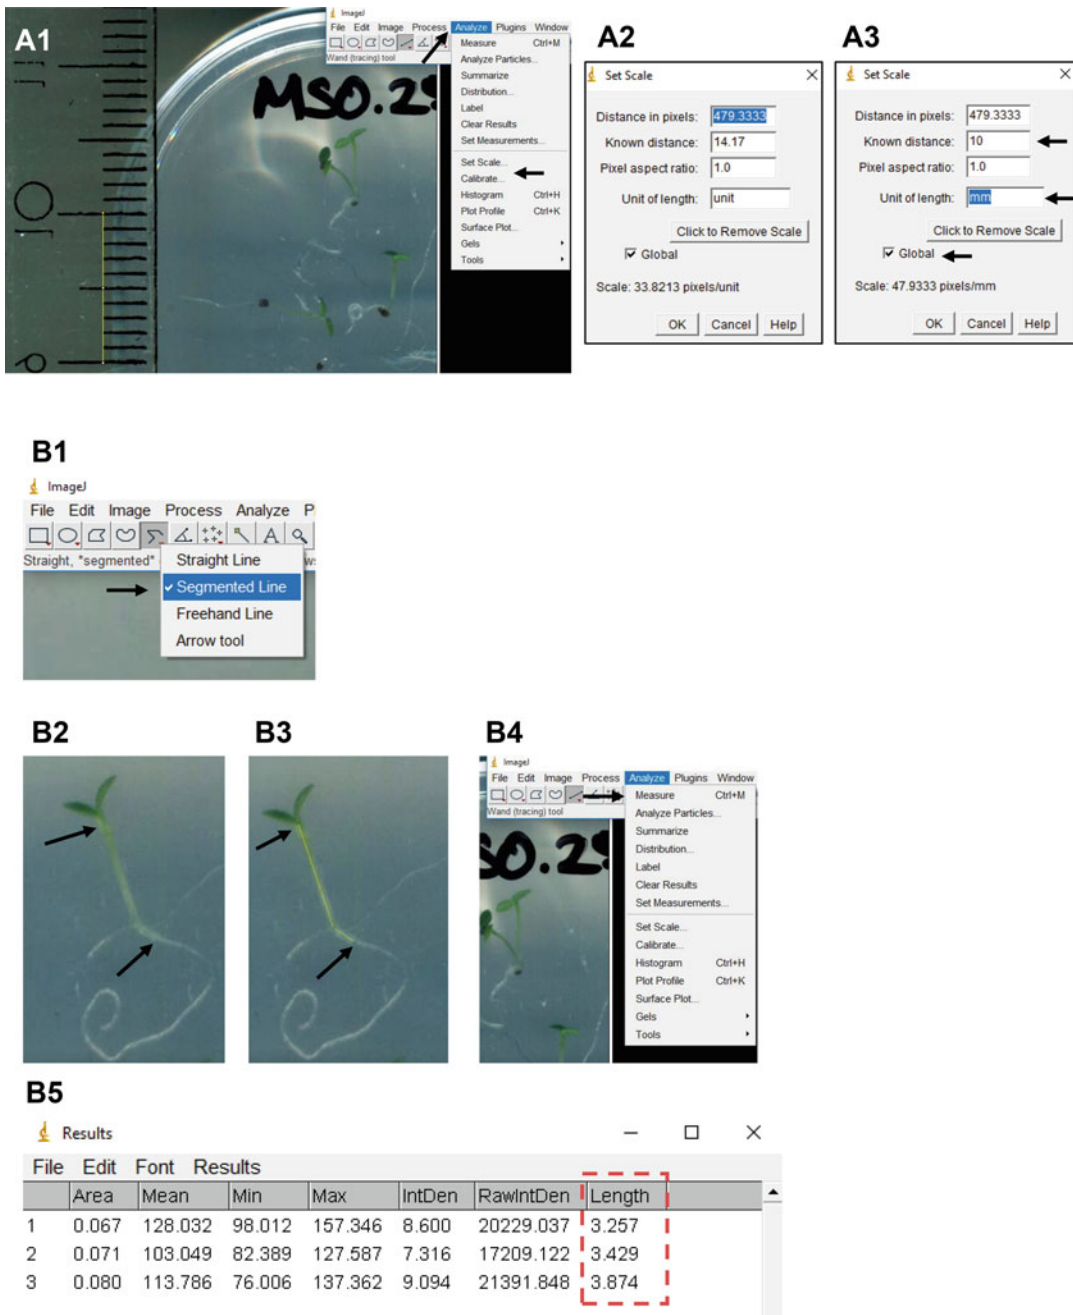 A1
ImageJ
File Edit Image Process Analyze Plugins Window
Wand (tracing) tool
Measure Ctrl+M
Analyze Particles...
Summarize
Distribution...
Label
Clear Results
Set Measurements...
Set Scale...
Calibrate...
Histogram Ctrl+H
Plot Profile Ctrl+K
Surface Plot...
Gels
Tools
MS0.25
10
9
A2
Set Scale
Distance in pixels: 479.3333
Known distance: 14.17
Pixel aspect ratio: 1.0
Unit of length: unit
Click to Remove Scale
Global
Scale: 33.8213 pixels/unit
OK Cancel Help
A3
Set Scale
Distance in pixels: 479.3333
Known distance: 10
Pixel aspect ratio: 1.0
Unit of length: mm
Click to Remove Scale
Global
Scale: 47.9333 pixels/mm
OK Cancel Help
B1
ImageJ
File Edit Image Process Analyze P
Straight, *segmented*
Straight Line
Segmented Line
Freehand Line
Arrow tool
B2
B3
B4
ImageJ
File Edit Image Process Analyze Plugins Window
Wand (tracing) tool
Measure Ctrl+M
Analyze Particles...
Summarize
Distribution...
Label
Clear Results
Set Measurements...
Set Scale...
Calibrate...
Histogram Ctrl+H
Plot Profile Ctrl+K
Surface Plot...
Gels
Tools
B5
Results
File Edit Font Results
Area Mean Min Max IntDen RawIntDen Length
1 0.067 128.032 98.012 157.346 8.600 20229.037 3.257
2 0.071 103.049 82.389 127.587 7.316 17209.122 3.429
3 0.080 113.786 76.006 137.362 9.094 21391.848 3.874